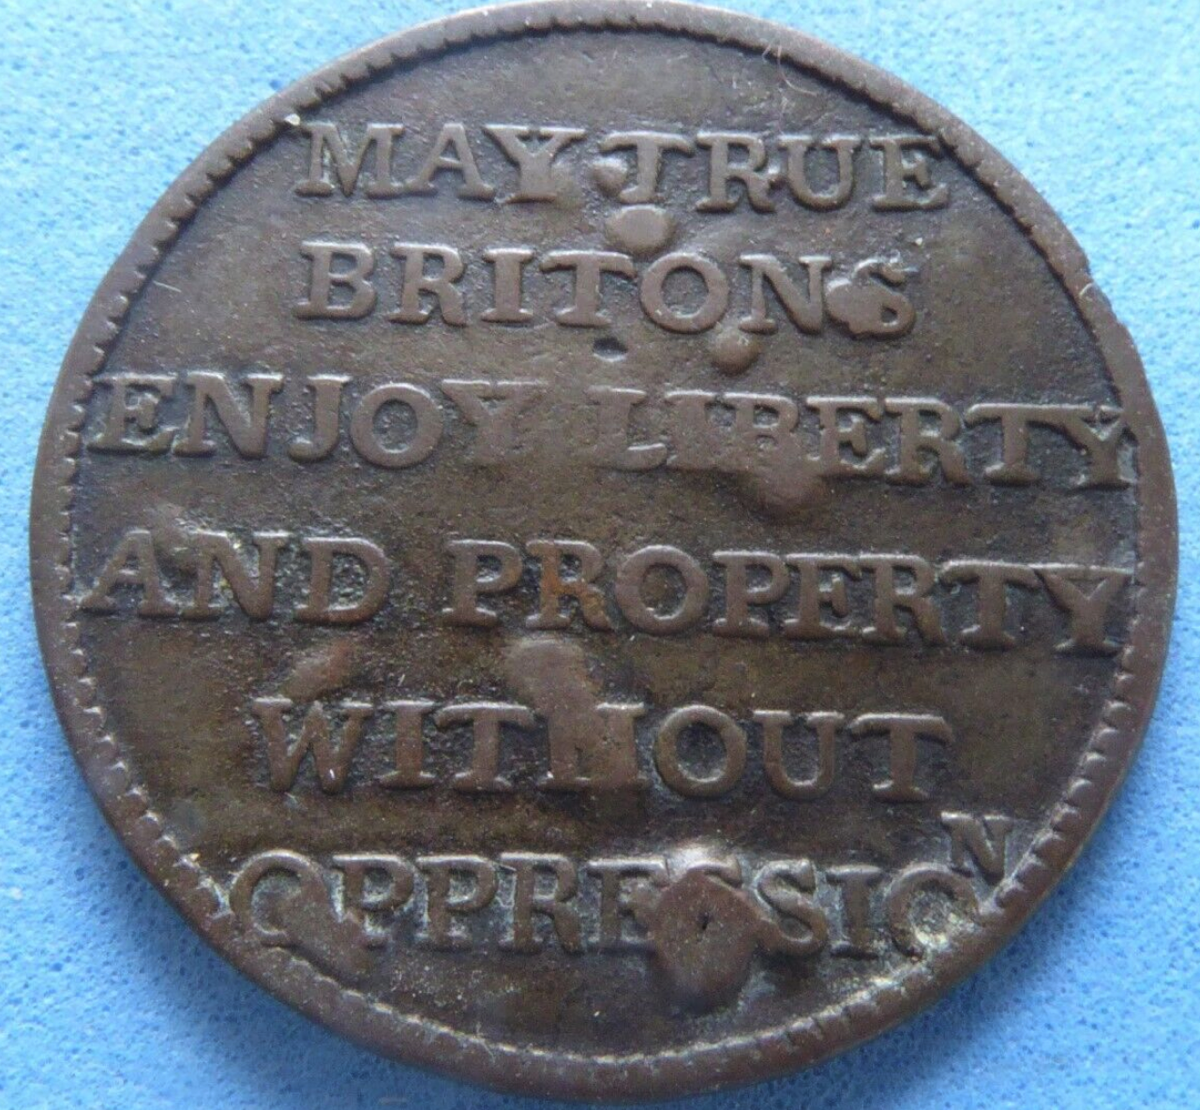 MAY TRUE
BRITONS
ENJOY LIBERTY
AND PROPERTY
WITHOUT
OPPRESSION